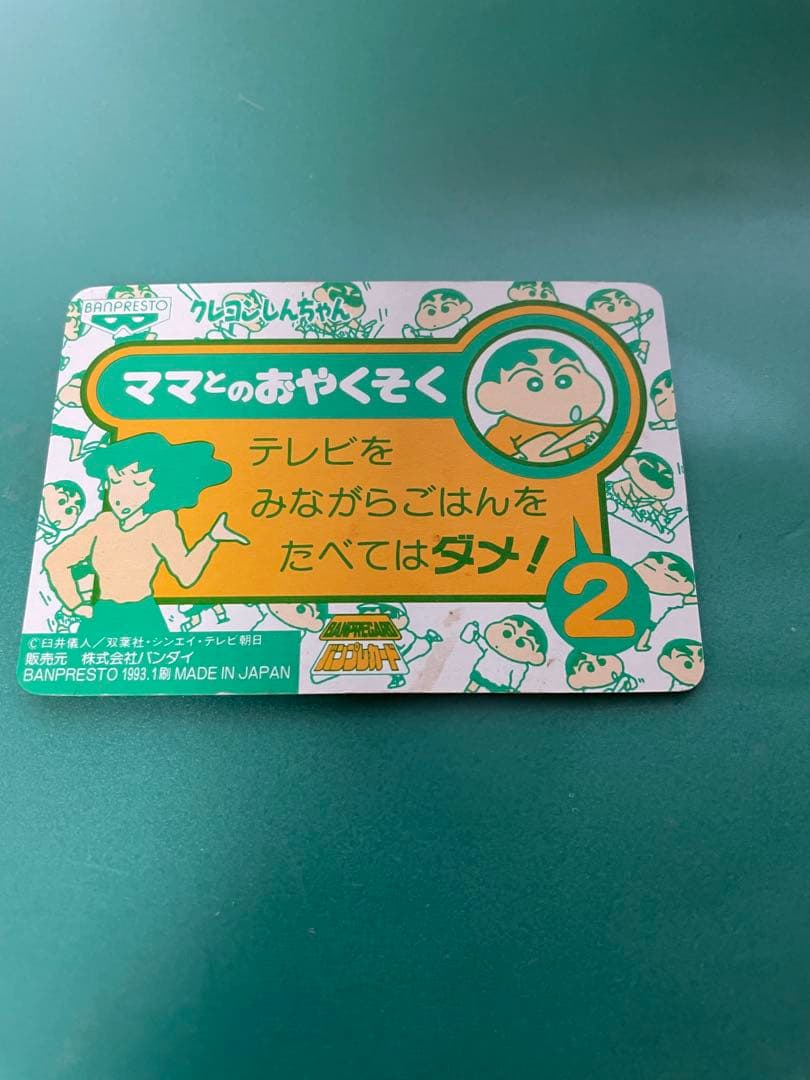 BANPRESTO
クレヨンしんちゃん
ママとのおやくそく
テレビを
みながらごはんを
たべてはダメ!
2
BANPRECARD
バンプレカード
©臼井儀人/双葉社・シンエイ・テレビ朝日
販売元 株式会社バンダイ
BANPRESTO 1993.1刷 MADE IN JAPAN